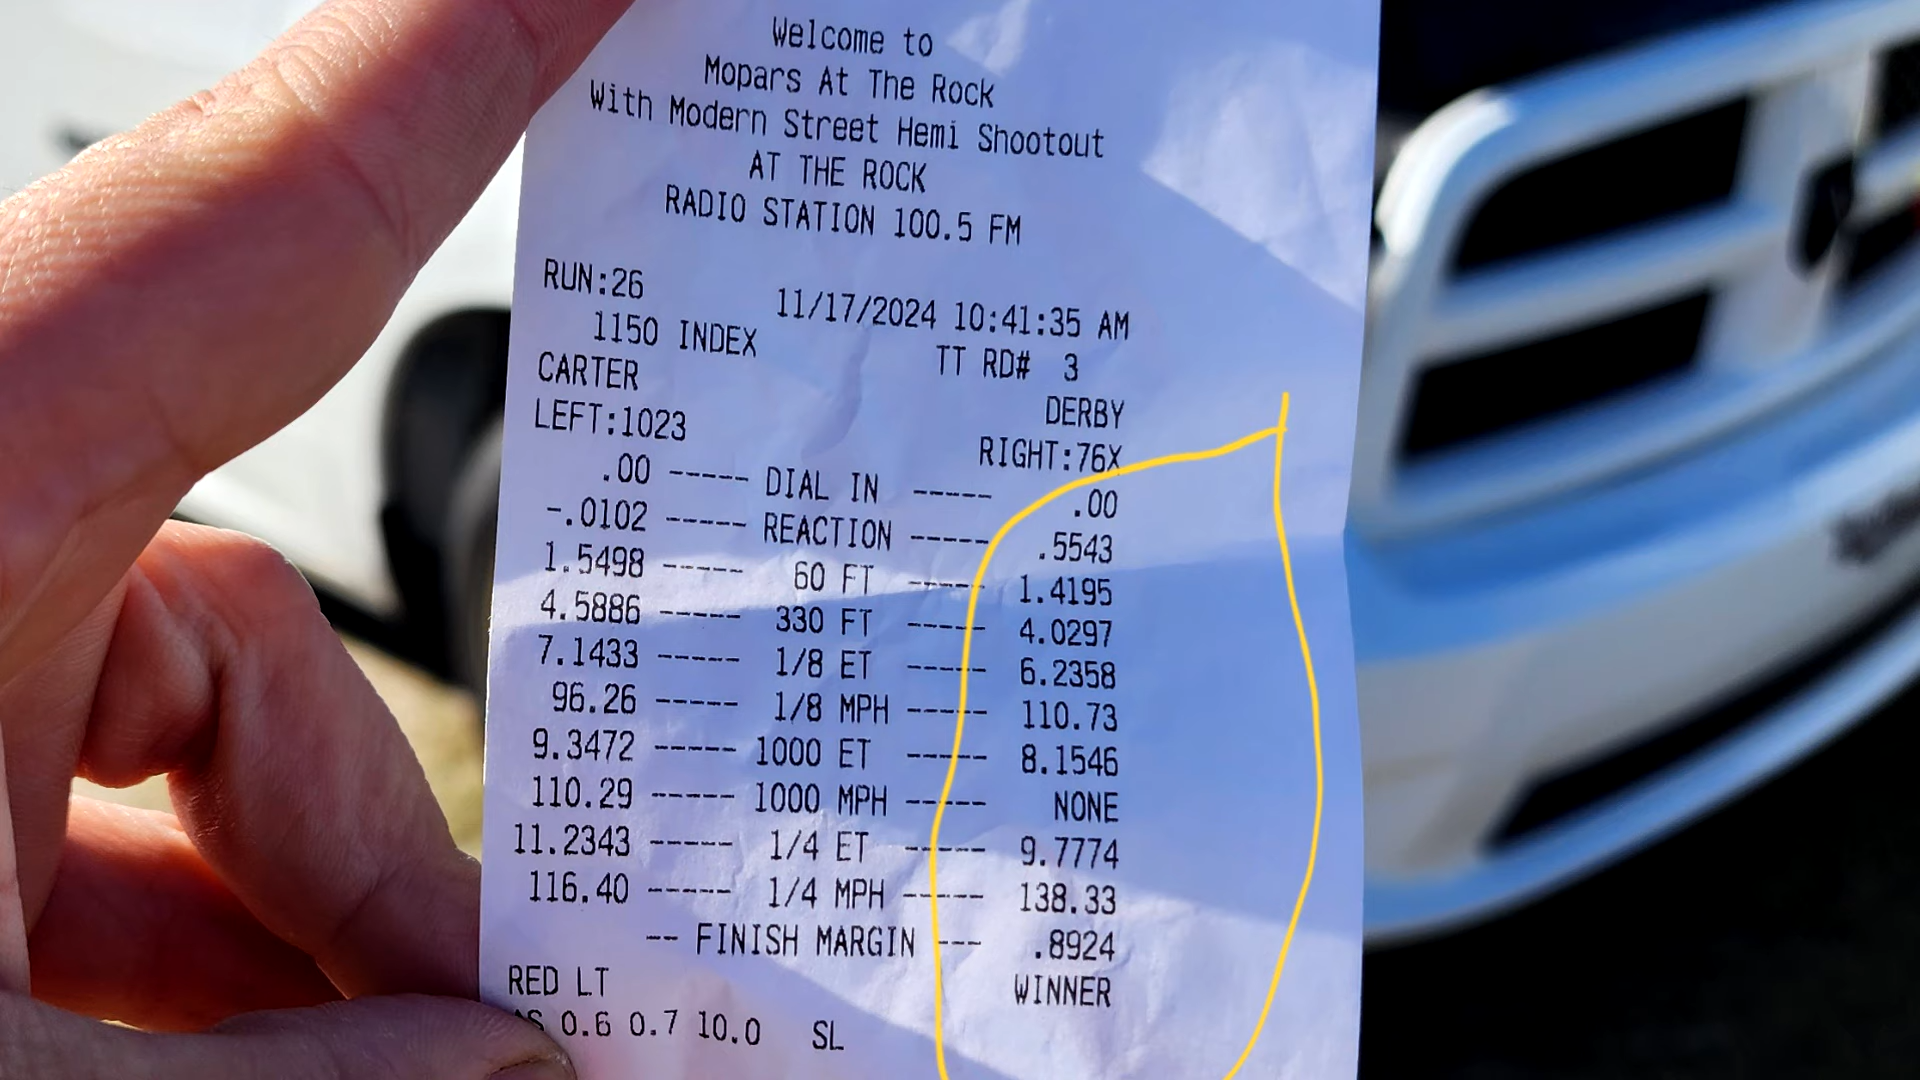 Welcome to
Mopars At The Rock
With Modern Street Hemi Shootout
AT THE ROCK
RADIO STATION 100.5 FM
RUN:26 11/17/2024 10:41:35 AM
1150 INDEX TT RD# 3
CARTER DERBY
LEFT:1023 RIGHT:76X
.00 ----- DIAL IN ----- .00
-.0102 ----- REACTION ----- .5543
1.5498 ----- 60 FT ----- 1.4195
4.5886 ----- 330 FT ----- 4.0297
7.1433 ----- 1/8 ET ----- 6.2358
96.26 ----- 1/8 MPH ----- 110.73
9.3472 ----- 1000 ET ----- 8.1546
110.29 ----- 1000 MPH ----- NONE
11.2343 ----- 1/4 ET ----- 9.7774
116.40 ----- 1/4 MPH ----- 138.33
-- FINISH MARGIN --- .8924
RED LT WINNER
0.6 0.7 10.0 SL